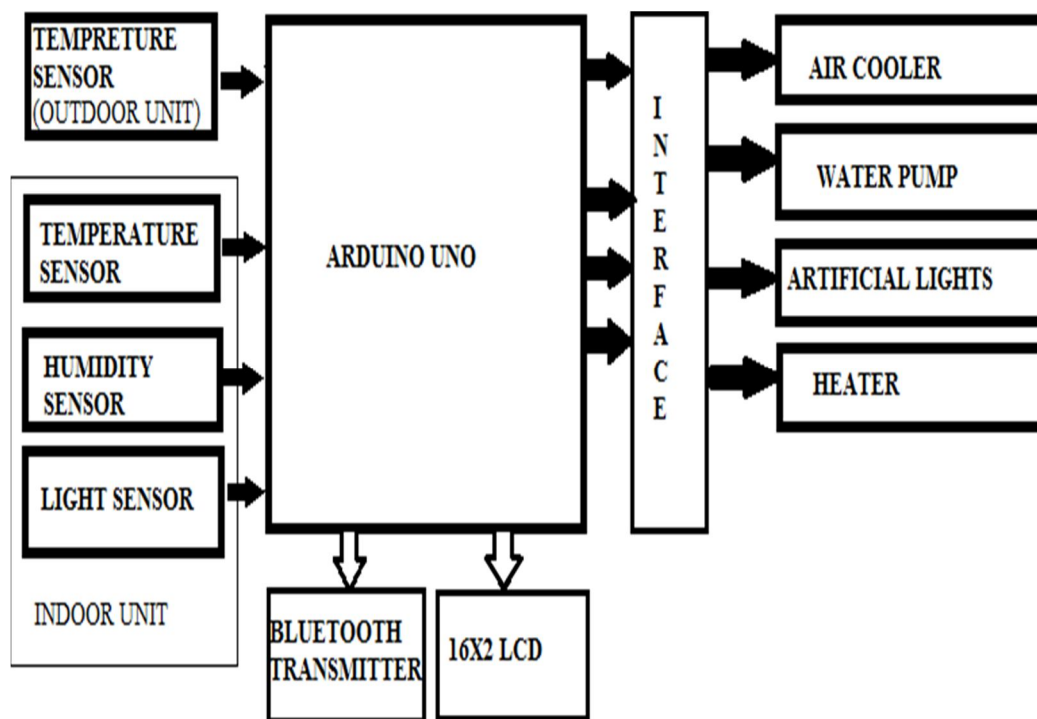 TEMPRETURE
SENSOR
(OUTDOOR UNIT)
TEMPERATURE
SENSOR
HUMIDITY
SENSOR
LIGHT SENSOR
INDOOR UNIT
ARDUINO UNO
BLUETOOTH
TRANSMITTER
16X2 LCD
I
N
T
E
R
F
A
C
E
AIR COOLER
WATER PUMP
ARTIFICIAL LIGHTS
HEATER